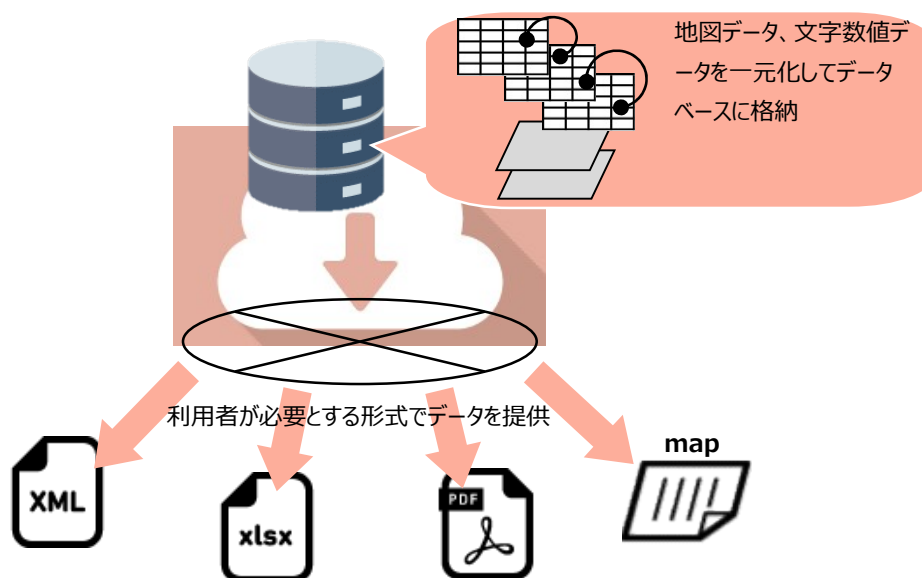 地図データ、文字数値デ
ータを一元化してデータ
ベースに格納
利用者が必要とする形式でデータを提供
map
XML
xlsx
PDF